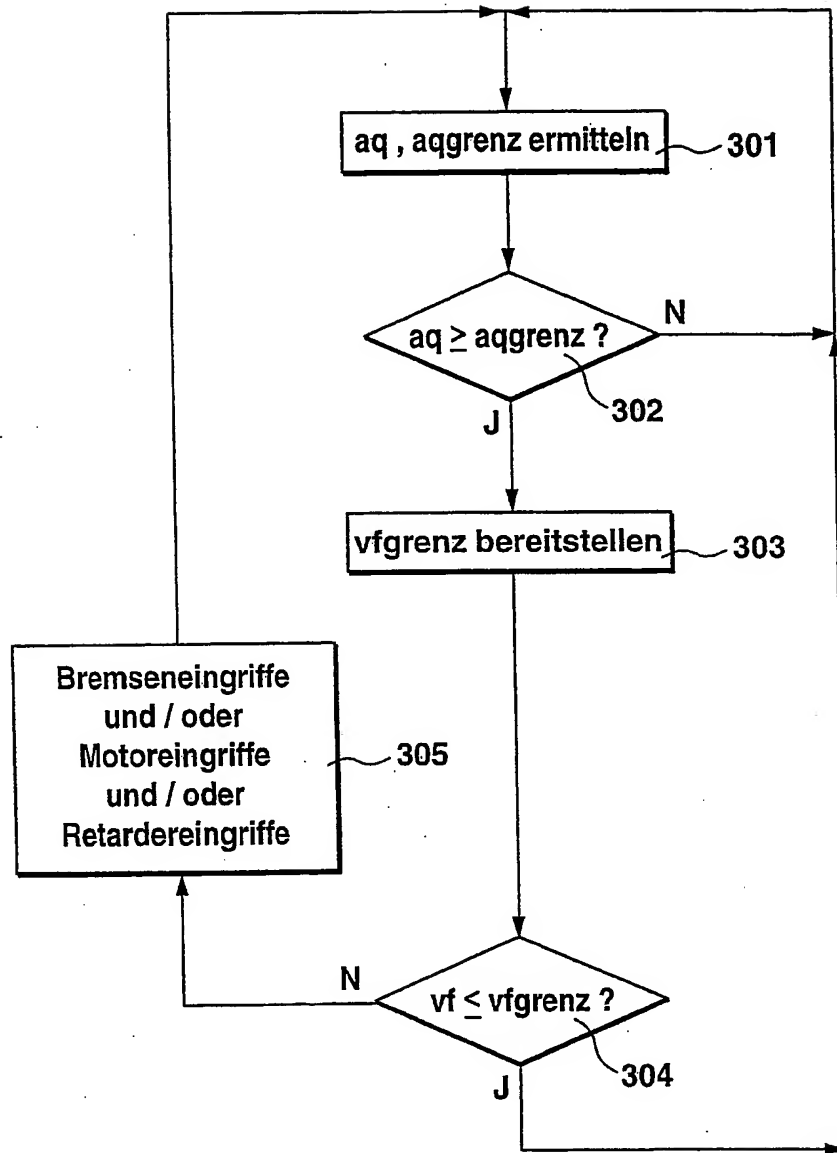 aq , aqgrenz ermitteln
301
N
aq ≥ aqgrenz ?
302
J
vfgrenz bereitstellen
303
Bremseneingriffe
und / oder
Motoreingriffe
und / oder
Retardereingriffe
305
N
vf ≤ vfgrenz ?
304
J